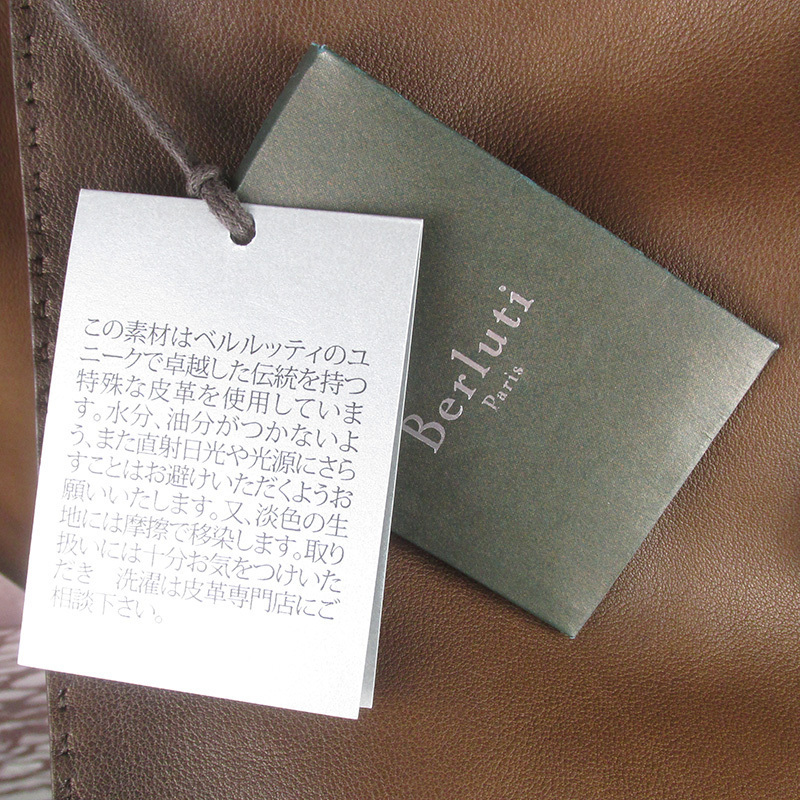 この素材はベルルッティのユ
ニークで卓越した伝統を持つ
特殊な皮革を使用していま
す。水分、油分がつかないよ
う、また直射日光や光源にさら
すことはお避けいただくようお
願いいたします。又、淡色の生
地には摩擦で移染します。取り
扱いには十分お気をつけいた
だき 洗濯は皮革専門店にご
相談下さい。
Berluti
Paris